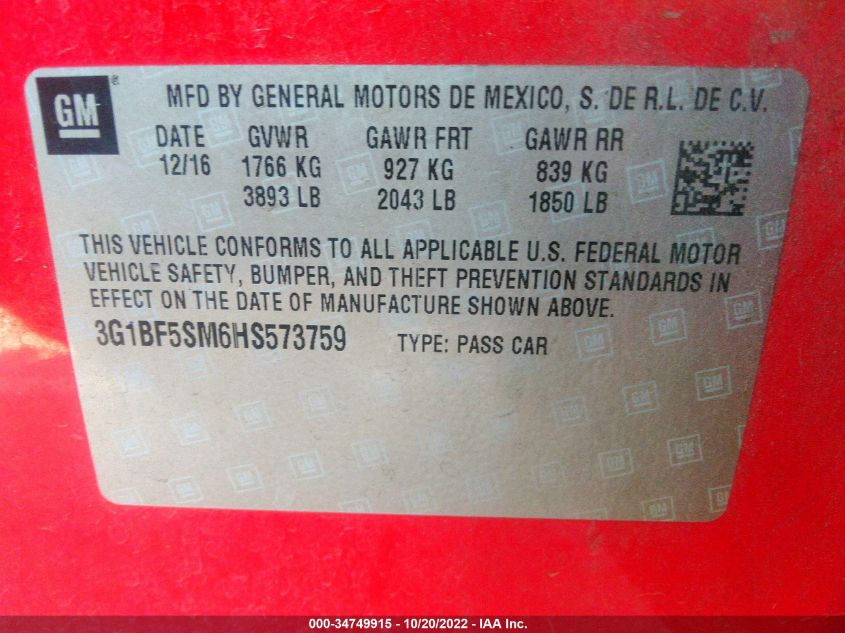 GM ®
MFD BY GENERAL MOTORS DE MEXICO, S. DE R.L. DE C.V.
DATE GVWR GAWR FRT GAWR RR
12/16 1766 KG 927 KG 839 KG
3893 LB 2043 LB 1850 LB
THIS VEHICLE CONFORMS TO ALL APPLICABLE U.S. FEDERAL MOTOR
VEHICLE SAFETY, BUMPER, AND THEFT PREVENTION STANDARDS IN
EFFECT ON THE DATE OF MANUFACTURE SHOWN ABOVE.
3G1BF5SM6HS573759 TYPE: PASS CAR
000-34749915 - 10/20/2022 - IAA Inc.